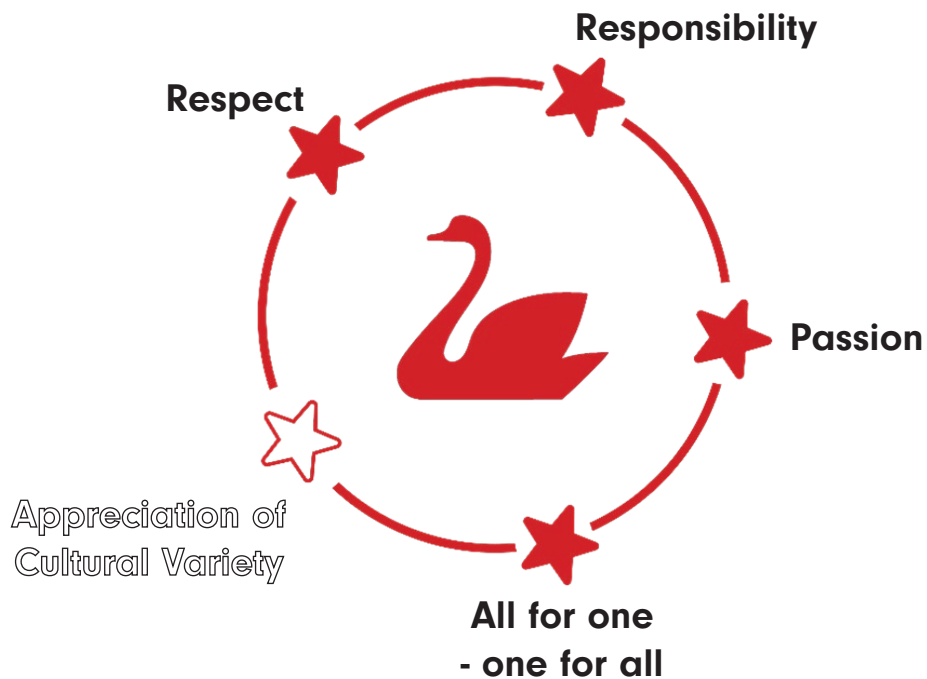 Responsibility
Respect
Passion
Appreciation of
Cultural Variety
All for one
- one for all